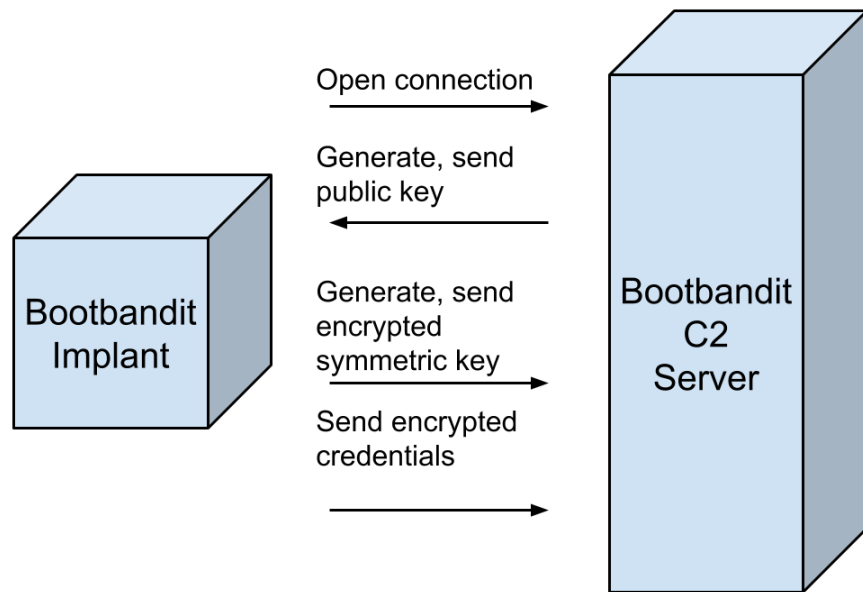 Open connection
Generate, send
public key
Bootbandit
Implant
Generate, send
encrypted
symmetric key
Send encrypted
credentials
Bootbandit
C2
Server